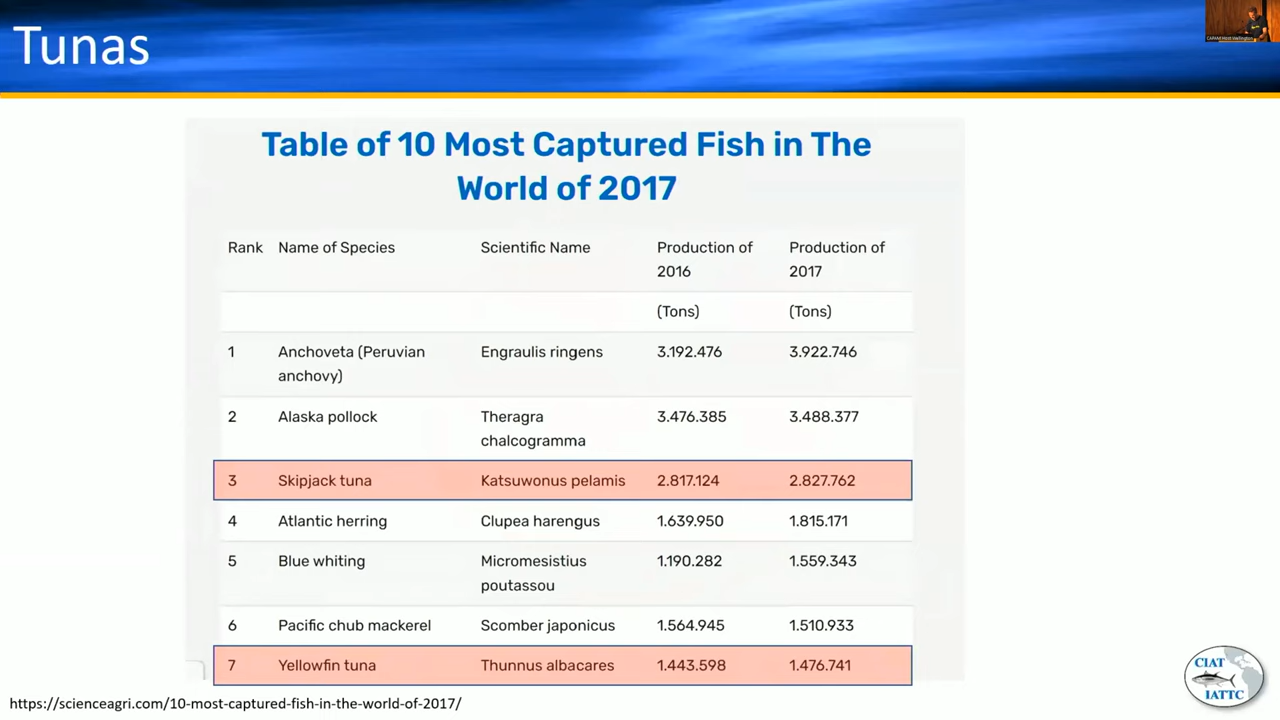 Tunas
Table of 10 Most Captured Fish in The
World of 2017
Rank Name of Species Scientific Name Production of 2016 Production of 2017
(Tons) (Tons)
1 Anchoveta (Peruvian anchovy) Engraulis ringens 3.192.476 3.922.746
2 Alaska pollock Theragra chalcogramma 3.476.385 3.488.377
3 Skipjack tuna Katsuwonus pelamis 2.817.124 2.827.762
4 Atlantic herring Clupea harengus 1.639.950 1.815.171
5 Blue whiting Micromesistius poutassou 1.190.282 1.559.343
6 Pacific chub mackerel Scomber japonicus 1.564.945 1.510.933
7 Yellowfin tuna Thunnus albacares 1.443.598 1.476.741
https://scienceagri.com/10-most-captured-fish-in-the-world-of-2017/
CIAT
IATTC